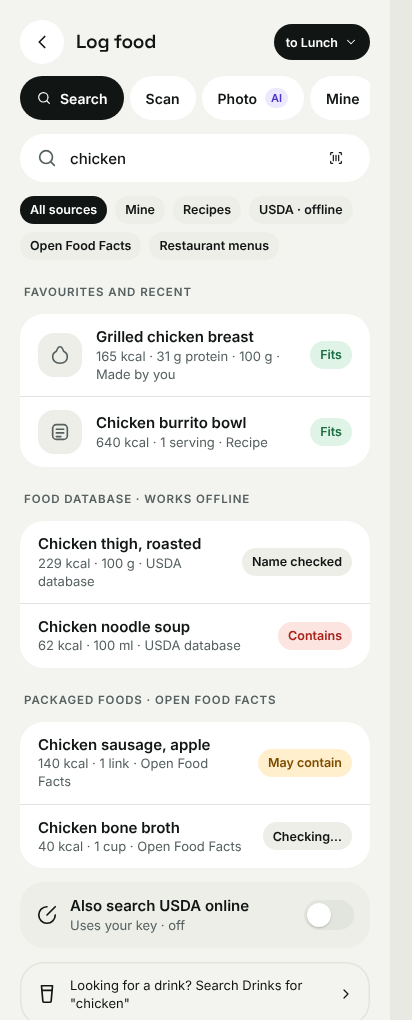 Log food
to Lunch
Search
Scan
Photo AI
Mine
chicken
All sources
Mine
Recipes
USDA · offline
Open Food Facts
Restaurant menus
FAVOURITES AND RECENT
Grilled chicken breast
165 kcal · 31 g protein · 100 g ·
Made by you
Fits
Chicken burrito bowl
640 kcal · 1 serving · Recipe
Fits
FOOD DATABASE · WORKS OFFLINE
Chicken thigh, roasted
229 kcal · 100 g · USDA
database
Name checked
Chicken noodle soup
62 kcal · 100 ml · USDA database
Contains
PACKAGED FOODS · OPEN FOOD FACTS
Chicken sausage, apple
140 kcal · 1 link · Open Food
Facts
May contain
Chicken bone broth
40 kcal · 1 cup · Open Food Facts
Checking...
Also search USDA online
Uses your key · off
Looking for a drink? Search Drinks for
"chicken"